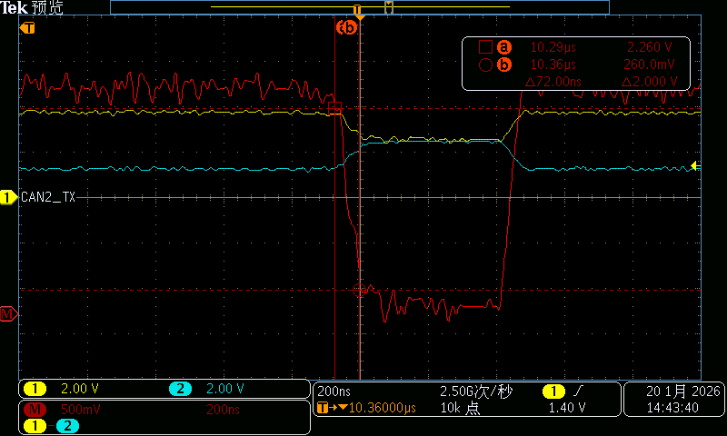 Tek 预览
T
T
a b
a 10.29µs 2.260 V
b 10.36µs 260.0mV
△72.00ns △2.000 V
1 CAN2_TX
M
1 2.00 V 2 2.00 V
M 500mV 200ns
1 - 2
200ns 2.50G次/秒 1 1.40 V
T→▼10.36000µs 10k 点
20 1月 2026
14:43:40